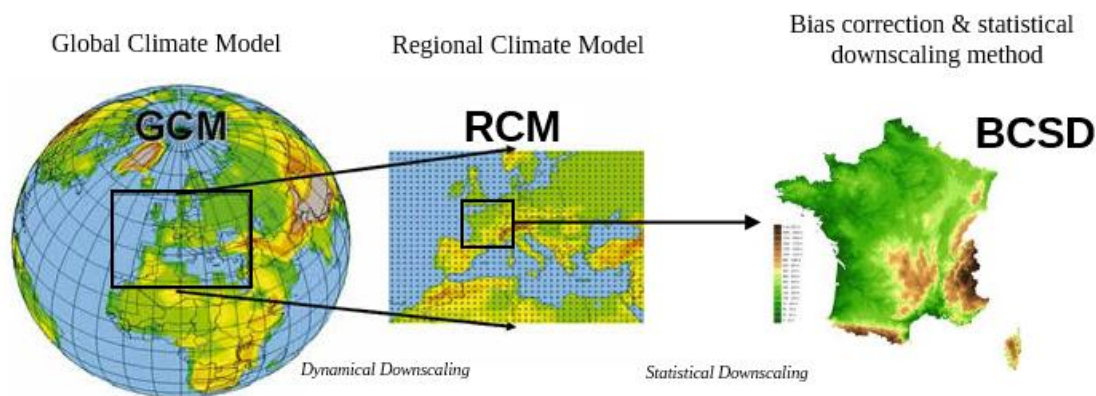 Global Climate Model
Regional Climate Model
Bias correction & statistical
downscaling method
GCM
RCM
BCSD
Dynamical Downscaling
Statistical Downscaling